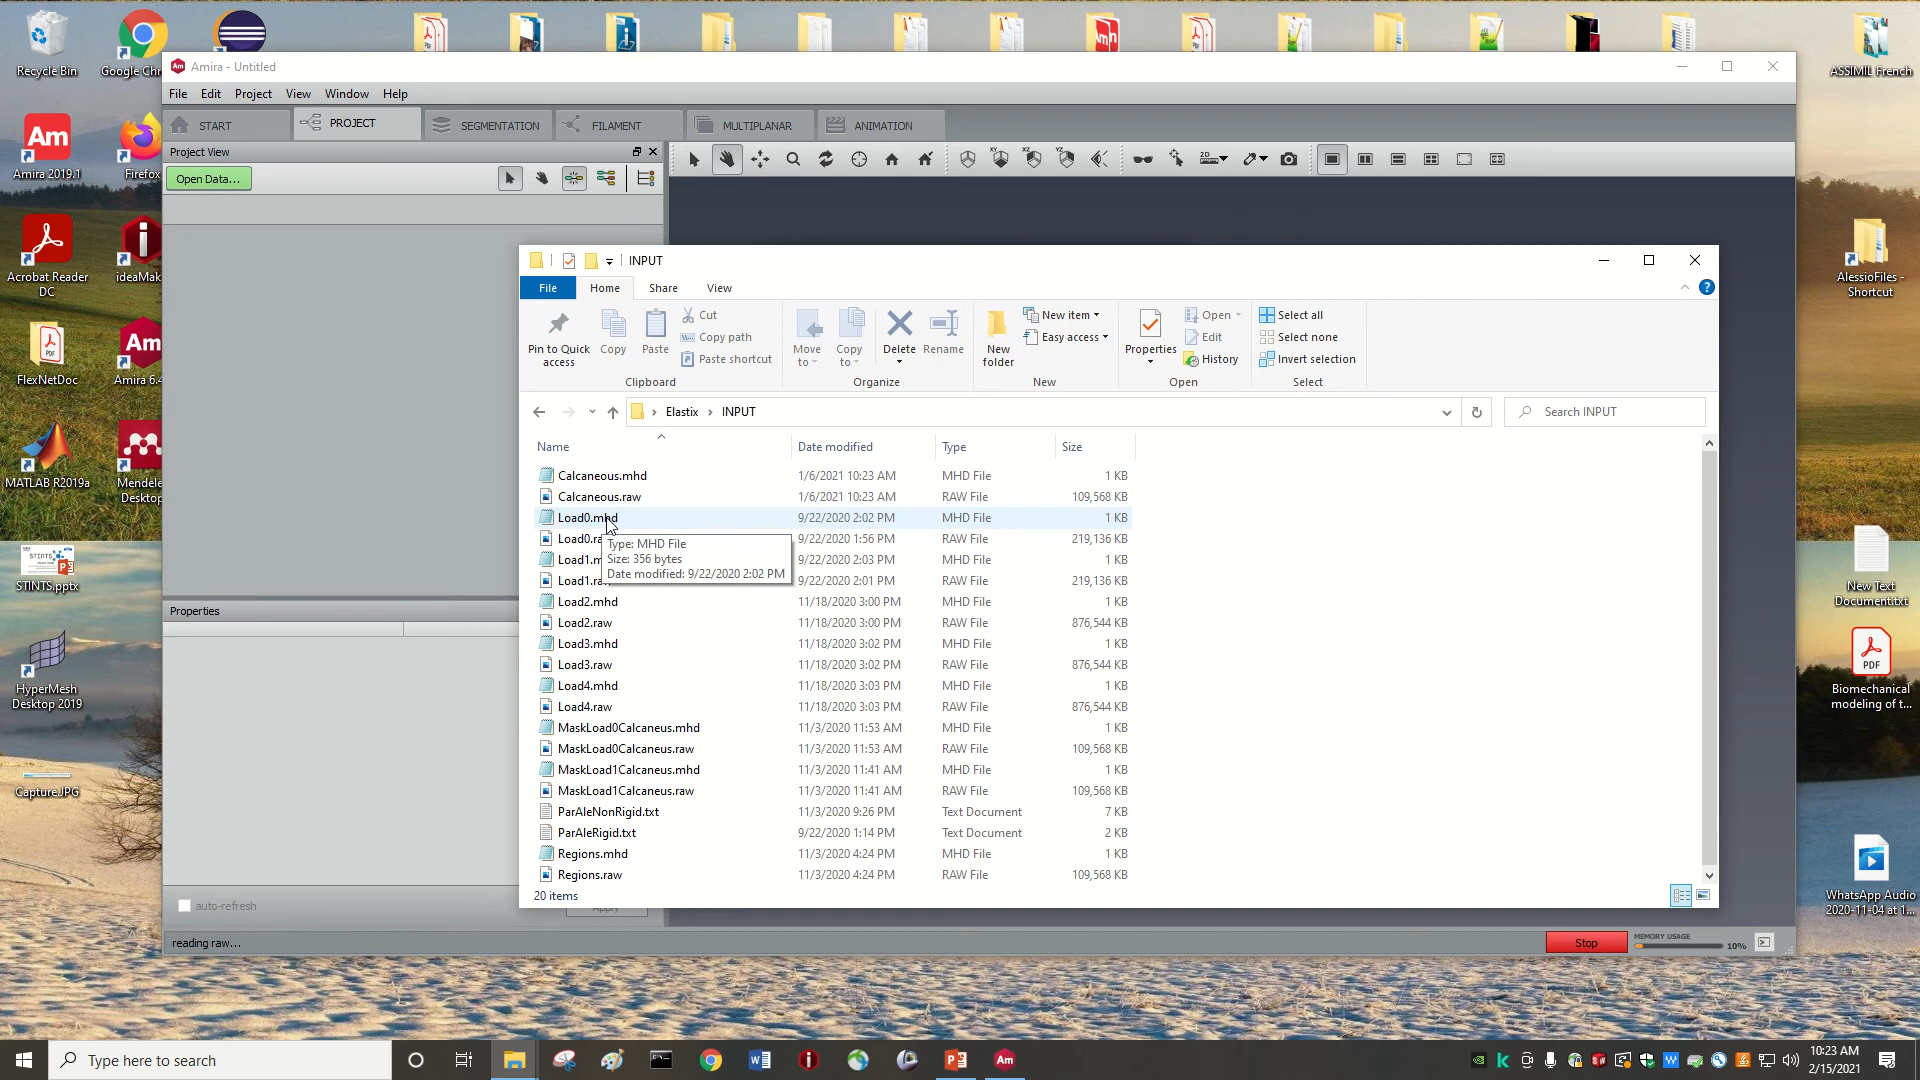 Recycle Bin
Google Chr
ASSIMIL French
Amira - Untitled
File Edit Project View Window Help
START PROJECT SEGMENTATION FILAMENT MULTIPLANAR ANIMATION
Project View
Open Data...
Amira 2019.1
Firefox
Acrobat Reader DC
ideaMak
AlessioFiles - Shortcut
FlexNetDoc
Amira 6.4
MATLAB R2019a
Mendele Desktop
STINTS.pptx
HyperMesh Desktop 2019
Capture.JPG
New Text Document.txt
Biomechanical modeling of t...
WhatsApp Audio 2020-11-04 at 1...
INPUT
File Home Share View
Pin to Quick access
Copy
Paste
Cut
Copy path
Paste shortcut
Clipboard
Move to
Copy to
Delete
Rename
Organize
New folder
New item
Easy access
New
Properties
Open
Edit
History
Open
Select all
Select none
Invert selection
Select
Elastix > INPUT
Search INPUT
Name Date modified Type Size
Calcaneous.mhd 1/6/2021 10:23 AM MHD File 1 KB
Calcaneous.raw 1/6/2021 10:23 AM RAW File 109,568 KB
Load0.mhd 9/22/2020 2:02 PM MHD File 1 KB
Load0.ra 9/22/2020 1:56 PM RAW File 219,136 KB
Load1.m 9/22/2020 2:03 PM MHD File 1 KB
Load1.ra 9/22/2020 2:01 PM RAW File 219,136 KB
Type: MHD File
Size: 356 bytes
Date modified: 9/22/2020 2:02 PM
Load2.mhd 11/18/2020 3:00 PM MHD File 1 KB
Load2.raw 11/18/2020 3:00 PM RAW File 876,544 KB
Load3.mhd 11/18/2020 3:02 PM MHD File 1 KB
Load3.raw 11/18/2020 3:02 PM RAW File 876,544 KB
Load4.mhd 11/18/2020 3:03 PM MHD File 1 KB
Load4.raw 11/18/2020 3:03 PM RAW File 876,544 KB
MaskLoad0Calcaneus.mhd 11/3/2020 11:53 AM MHD File 1 KB
MaskLoad0Calcaneus.raw 11/3/2020 11:53 AM RAW File 109,568 KB
MaskLoad1Calcaneus.mhd 11/3/2020 11:41 AM MHD File 1 KB
MaskLoad1Calcaneus.raw 11/3/2020 11:41 AM RAW File 109,568 KB
ParAleNonRigid.txt 11/3/2020 9:26 PM Text Document 7 KB
ParAleRigid.txt 9/22/2020 1:14 PM Text Document 2 KB
Regions.mhd 11/3/2020 4:24 PM MHD File 1 KB
Regions.raw 11/3/2020 4:24 PM RAW File 109,568 KB
20 items
Properties
auto-refresh
Apply
reading raw...
Stop
MEMORY USAGE
10%
Type here to search
10:23 AM
2/15/2021